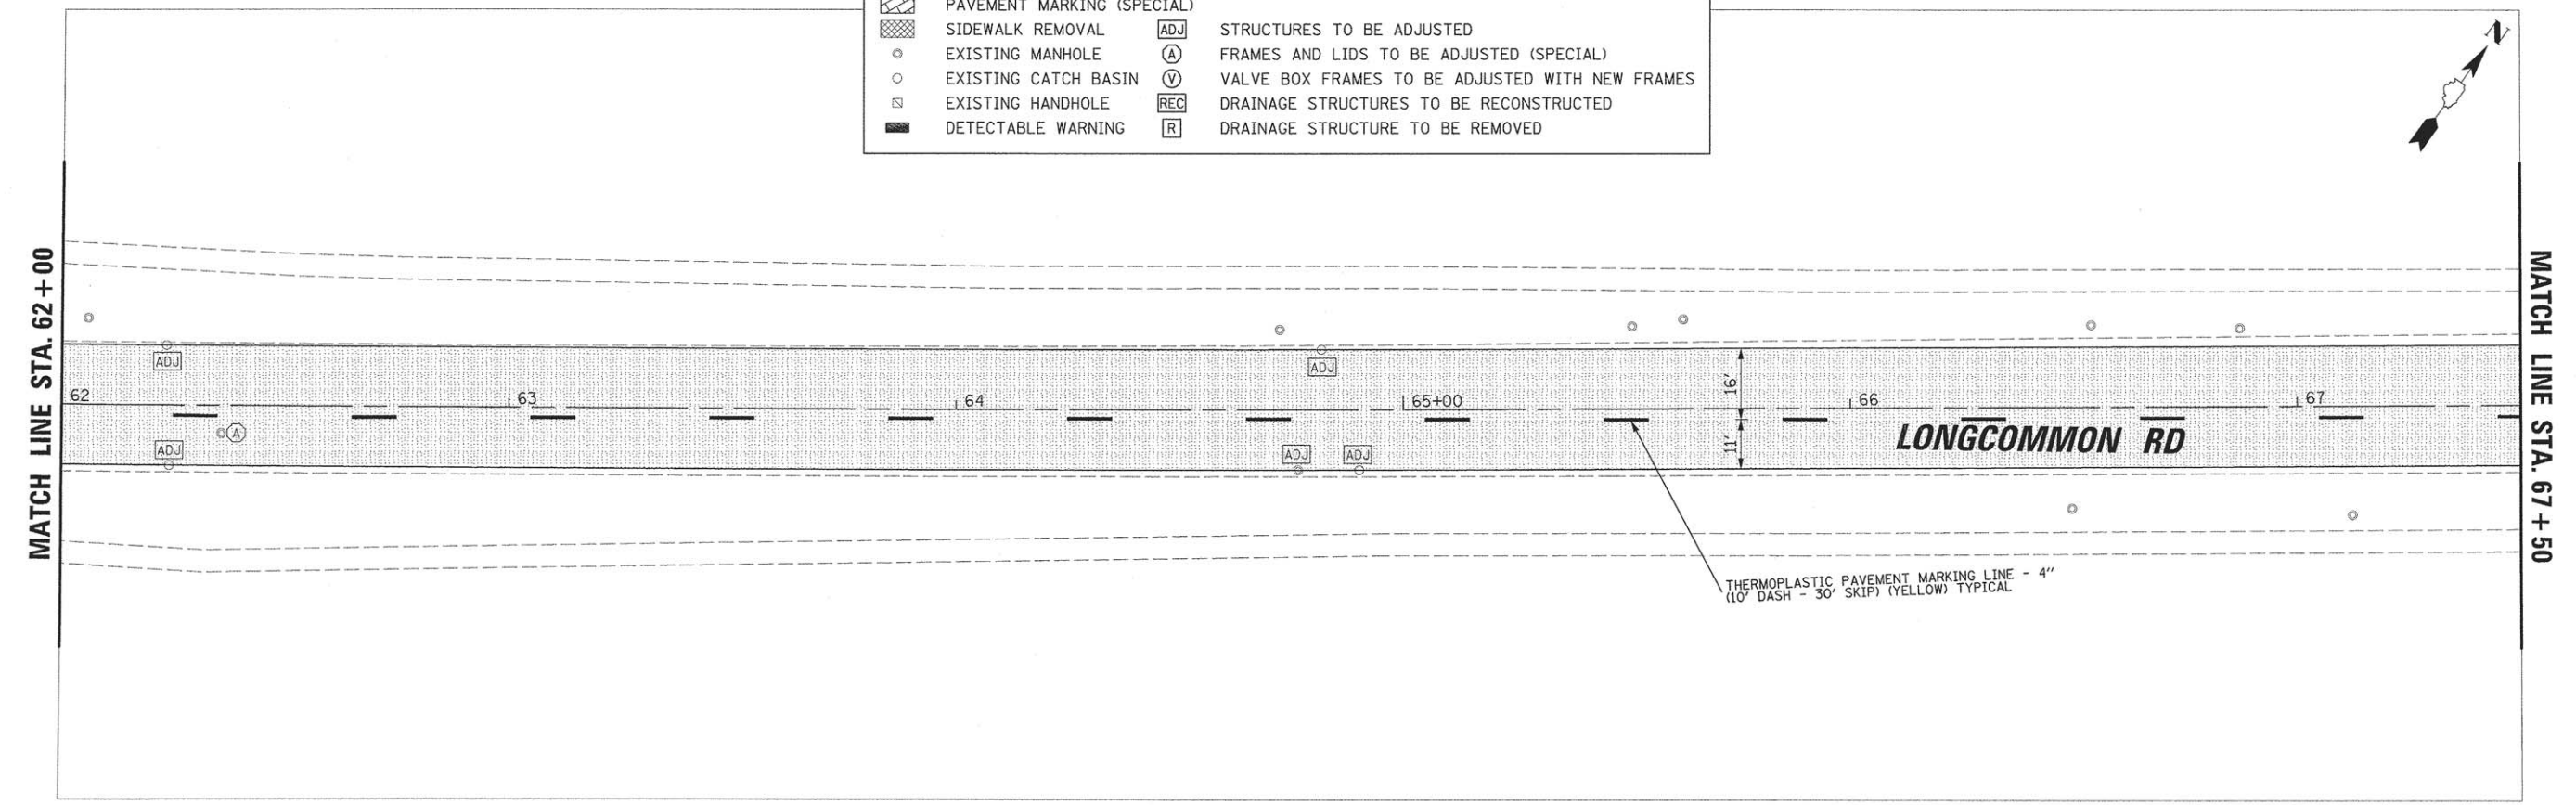 PAVEMENT MARKING (SPECIAL)
SIDEWALK REMOVAL ADJ STRUCTURES TO BE ADJUSTED
EXISTING MANHOLE A FRAMES AND LIDS TO BE ADJUSTED (SPECIAL)
EXISTING CATCH BASIN V VALVE BOX FRAMES TO BE ADJUSTED WITH NEW FRAMES
EXISTING HANDHOLE REC DRAINAGE STRUCTURES TO BE RECONSTRUCTED
DETECTABLE WARNING R DRAINAGE STRUCTURE TO BE REMOVED
N
MATCH LINE STA. 62+00
MATCH LINE STA. 67+50
ADJ
ADJ
16'
62
63
64
65+00
66
67
A
ADJ
ADJ
ADJ
11'
LONGCOMMON RD
THERMOPLASTIC PAVEMENT MARKING LINE - 4"
(10' DASH - 30' SKIP) (YELLOW) TYPICAL